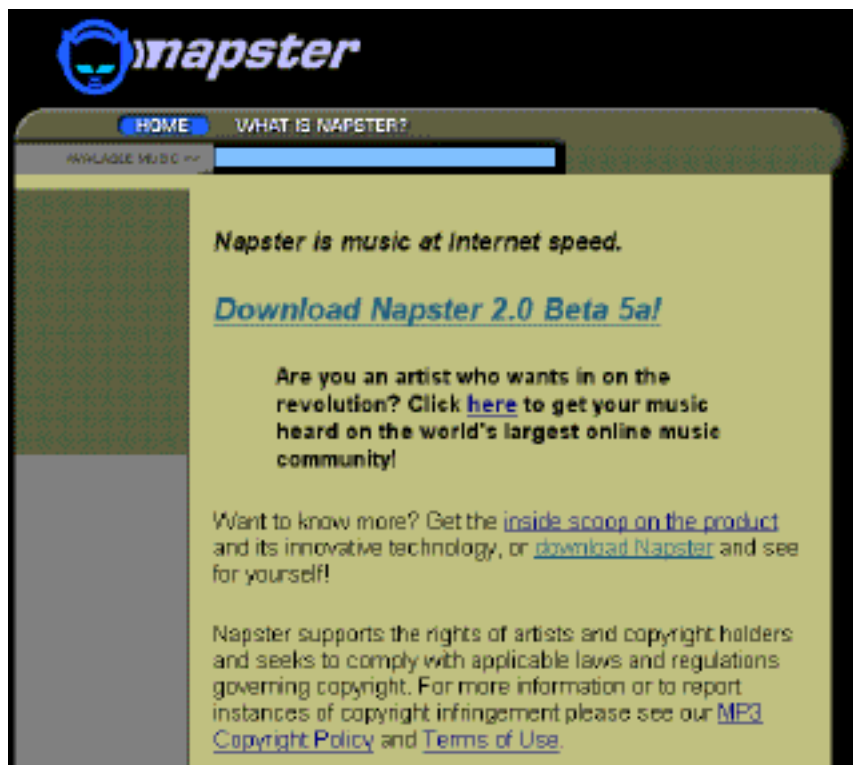 napster
HOME WHAT IS NAPSTER?
AVAILABLE MUSIC
Napster is music at Internet speed.
Download Napster 2.0 Beta 5a!
Are you an artist who wants in on the
revolution? Click here to get your music
heard on the world's largest online music
community!
Want to know more? Get the inside scoop on the product
and its innovative technology, or download Napster and see
for yourself!
Napster supports the rights of artists and copyright holders
and seeks to comply with applicable laws and regulations
governing copyright. For more information or to report
instances of copyright infringement please see our MP3
Copyright Policy and Terms of Use.